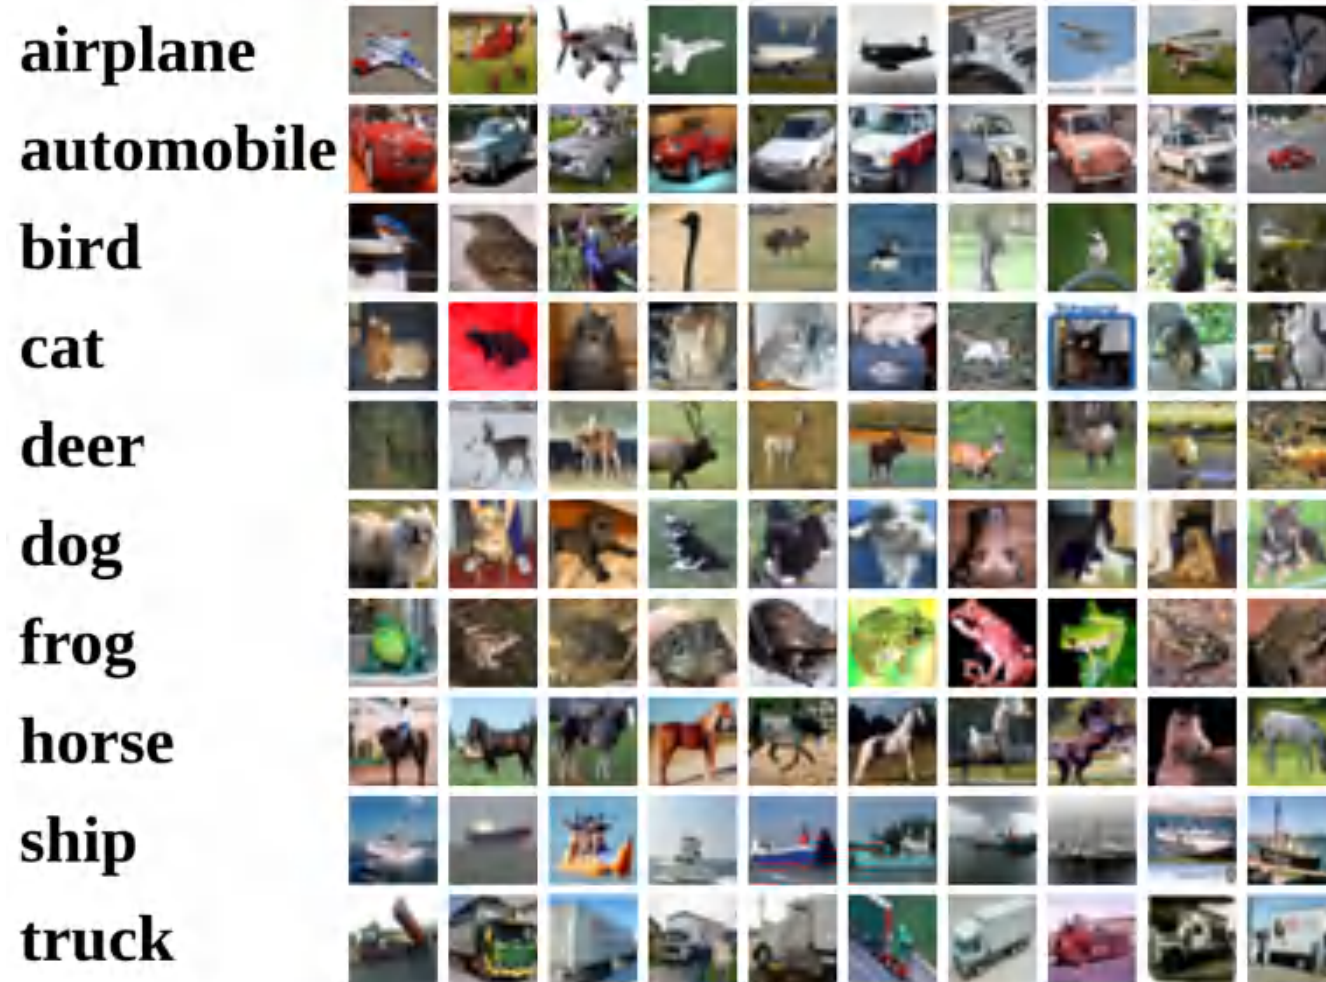 airplane
automobile
bird
cat
deer
dog
frog
horse
ship
truck